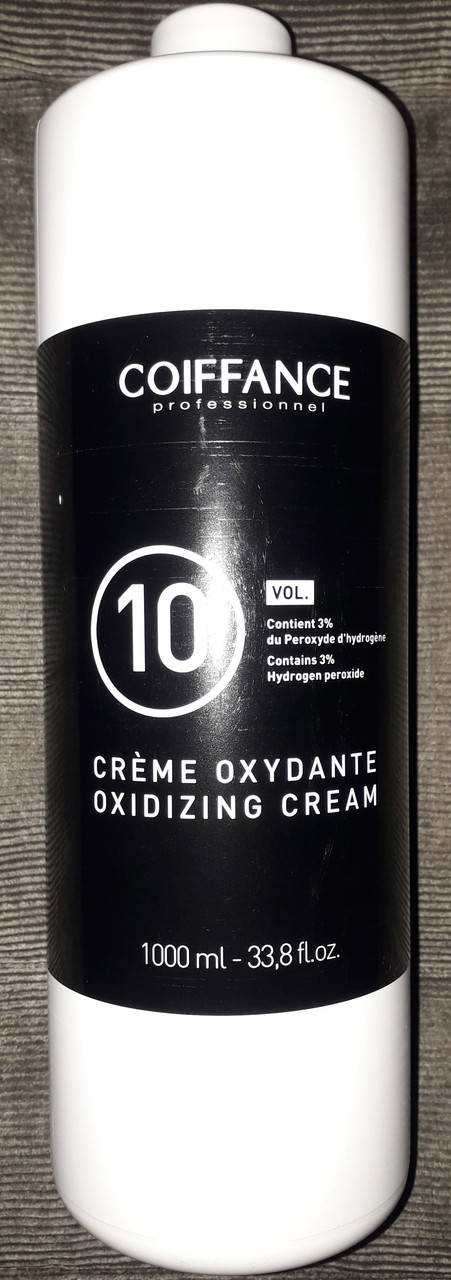 COIFFANCE
professionnel
10
VOL.
Contient 3%
du Peroxyde d'hydrogène
Contains 3%
Hydrogen peroxide
CRÈME OXYDANTE
OXIDIZING CREAM
1000 ml - 33,8 fl.oz.